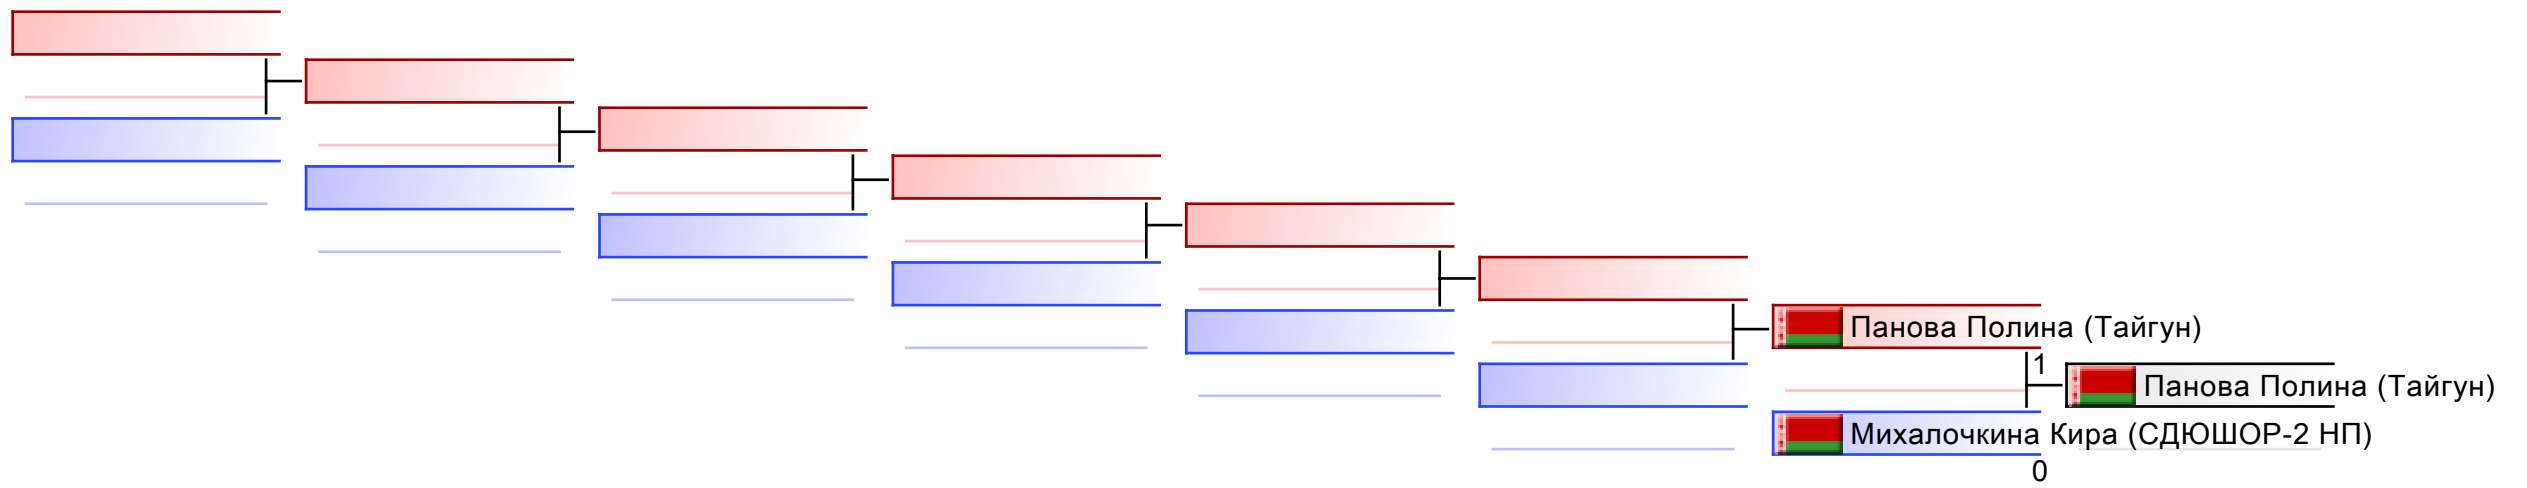 Панова Полина (Тайгун)
1
Панова Полина (Тайгун)
Михалочкина Кира (СДЮШОР-2 НП)
0